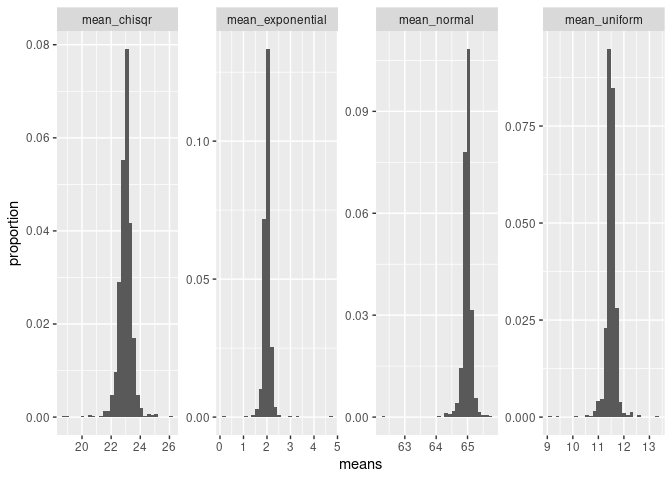 mean_chisqr
mean_exponential
mean_normal
mean_uniform
proportion
0.08
0.06
0.04
0.02
0.00
0.10
0.05
0.00
0.09
0.06
0.03
0.00
0.075
0.050
0.025
0.000
20 22 24 26
0 1 2 3 4 5
63 64 65
9 10 11 12 13
means